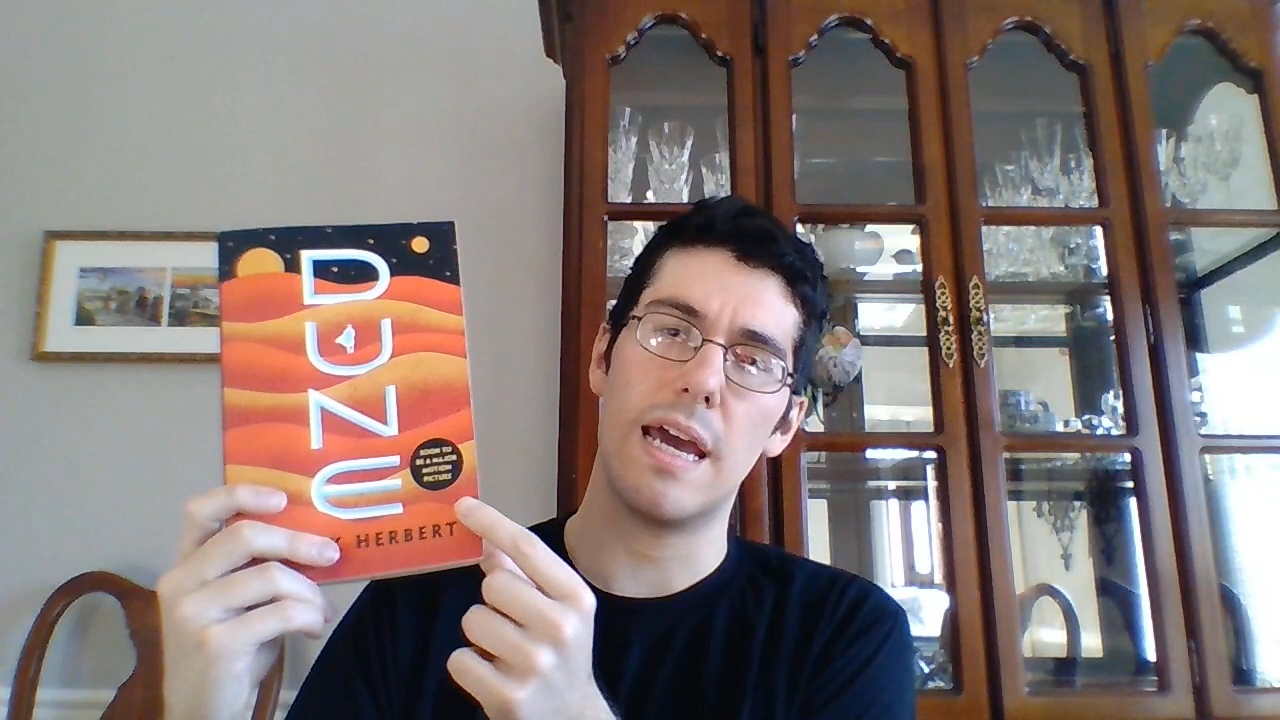 DUNE
SOON TO
BE A MAJOR
MOTION
PICTURE
HERBERT